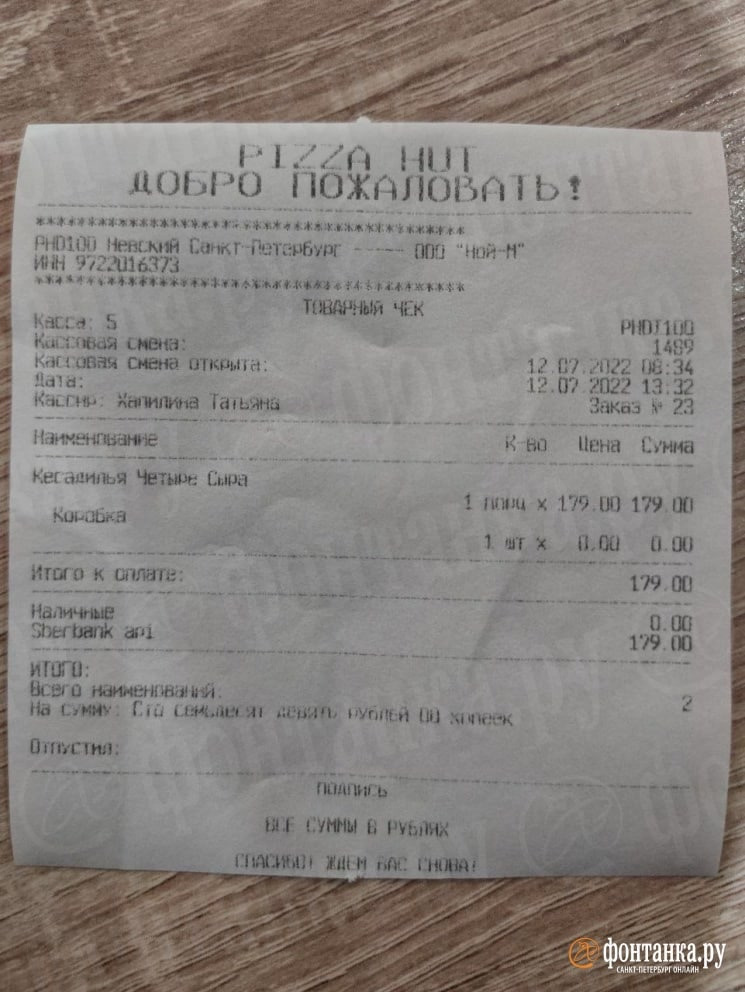 PIZZA HUT
ДОБРО ПОЖАЛОВАТЬ!
******************************************
PHD100 Невский Санкт-Петербург ----- ООО "Ной-М"
ИНН 9722016373
******************************************
ТОВАРНЫЙ ЧЕК
Касса: 5 PHDI100
Кассовая смена: 1489
Кассовая смена открыта: 12.07.2022 08:34
Дата: 12.07.2022 13:32
Кассир: Хапилина Татьяна Заказ № 23
Наименование К-во Цена Сумма
Кесадилья Четыре Сыра
1 порц x 179.00 179.00
Коробка
1 шт x 0.00 0.00
Итого к оплате: 179.00
Наличные 0.00
Sberbank api 179.00
ИТОГО:
Всего наименований: 2
На сумму: Сто семьдесят девять рублей 00 копеек
Отпустил:
подпись
ВСЕ СУММЫ В РУБЛЯХ
СПАСИБО! ЖДЕМ ВАС СНОВА!
фонтанка.ру
САНКТ-ПЕТЕРБУРГ ОНЛАЙН